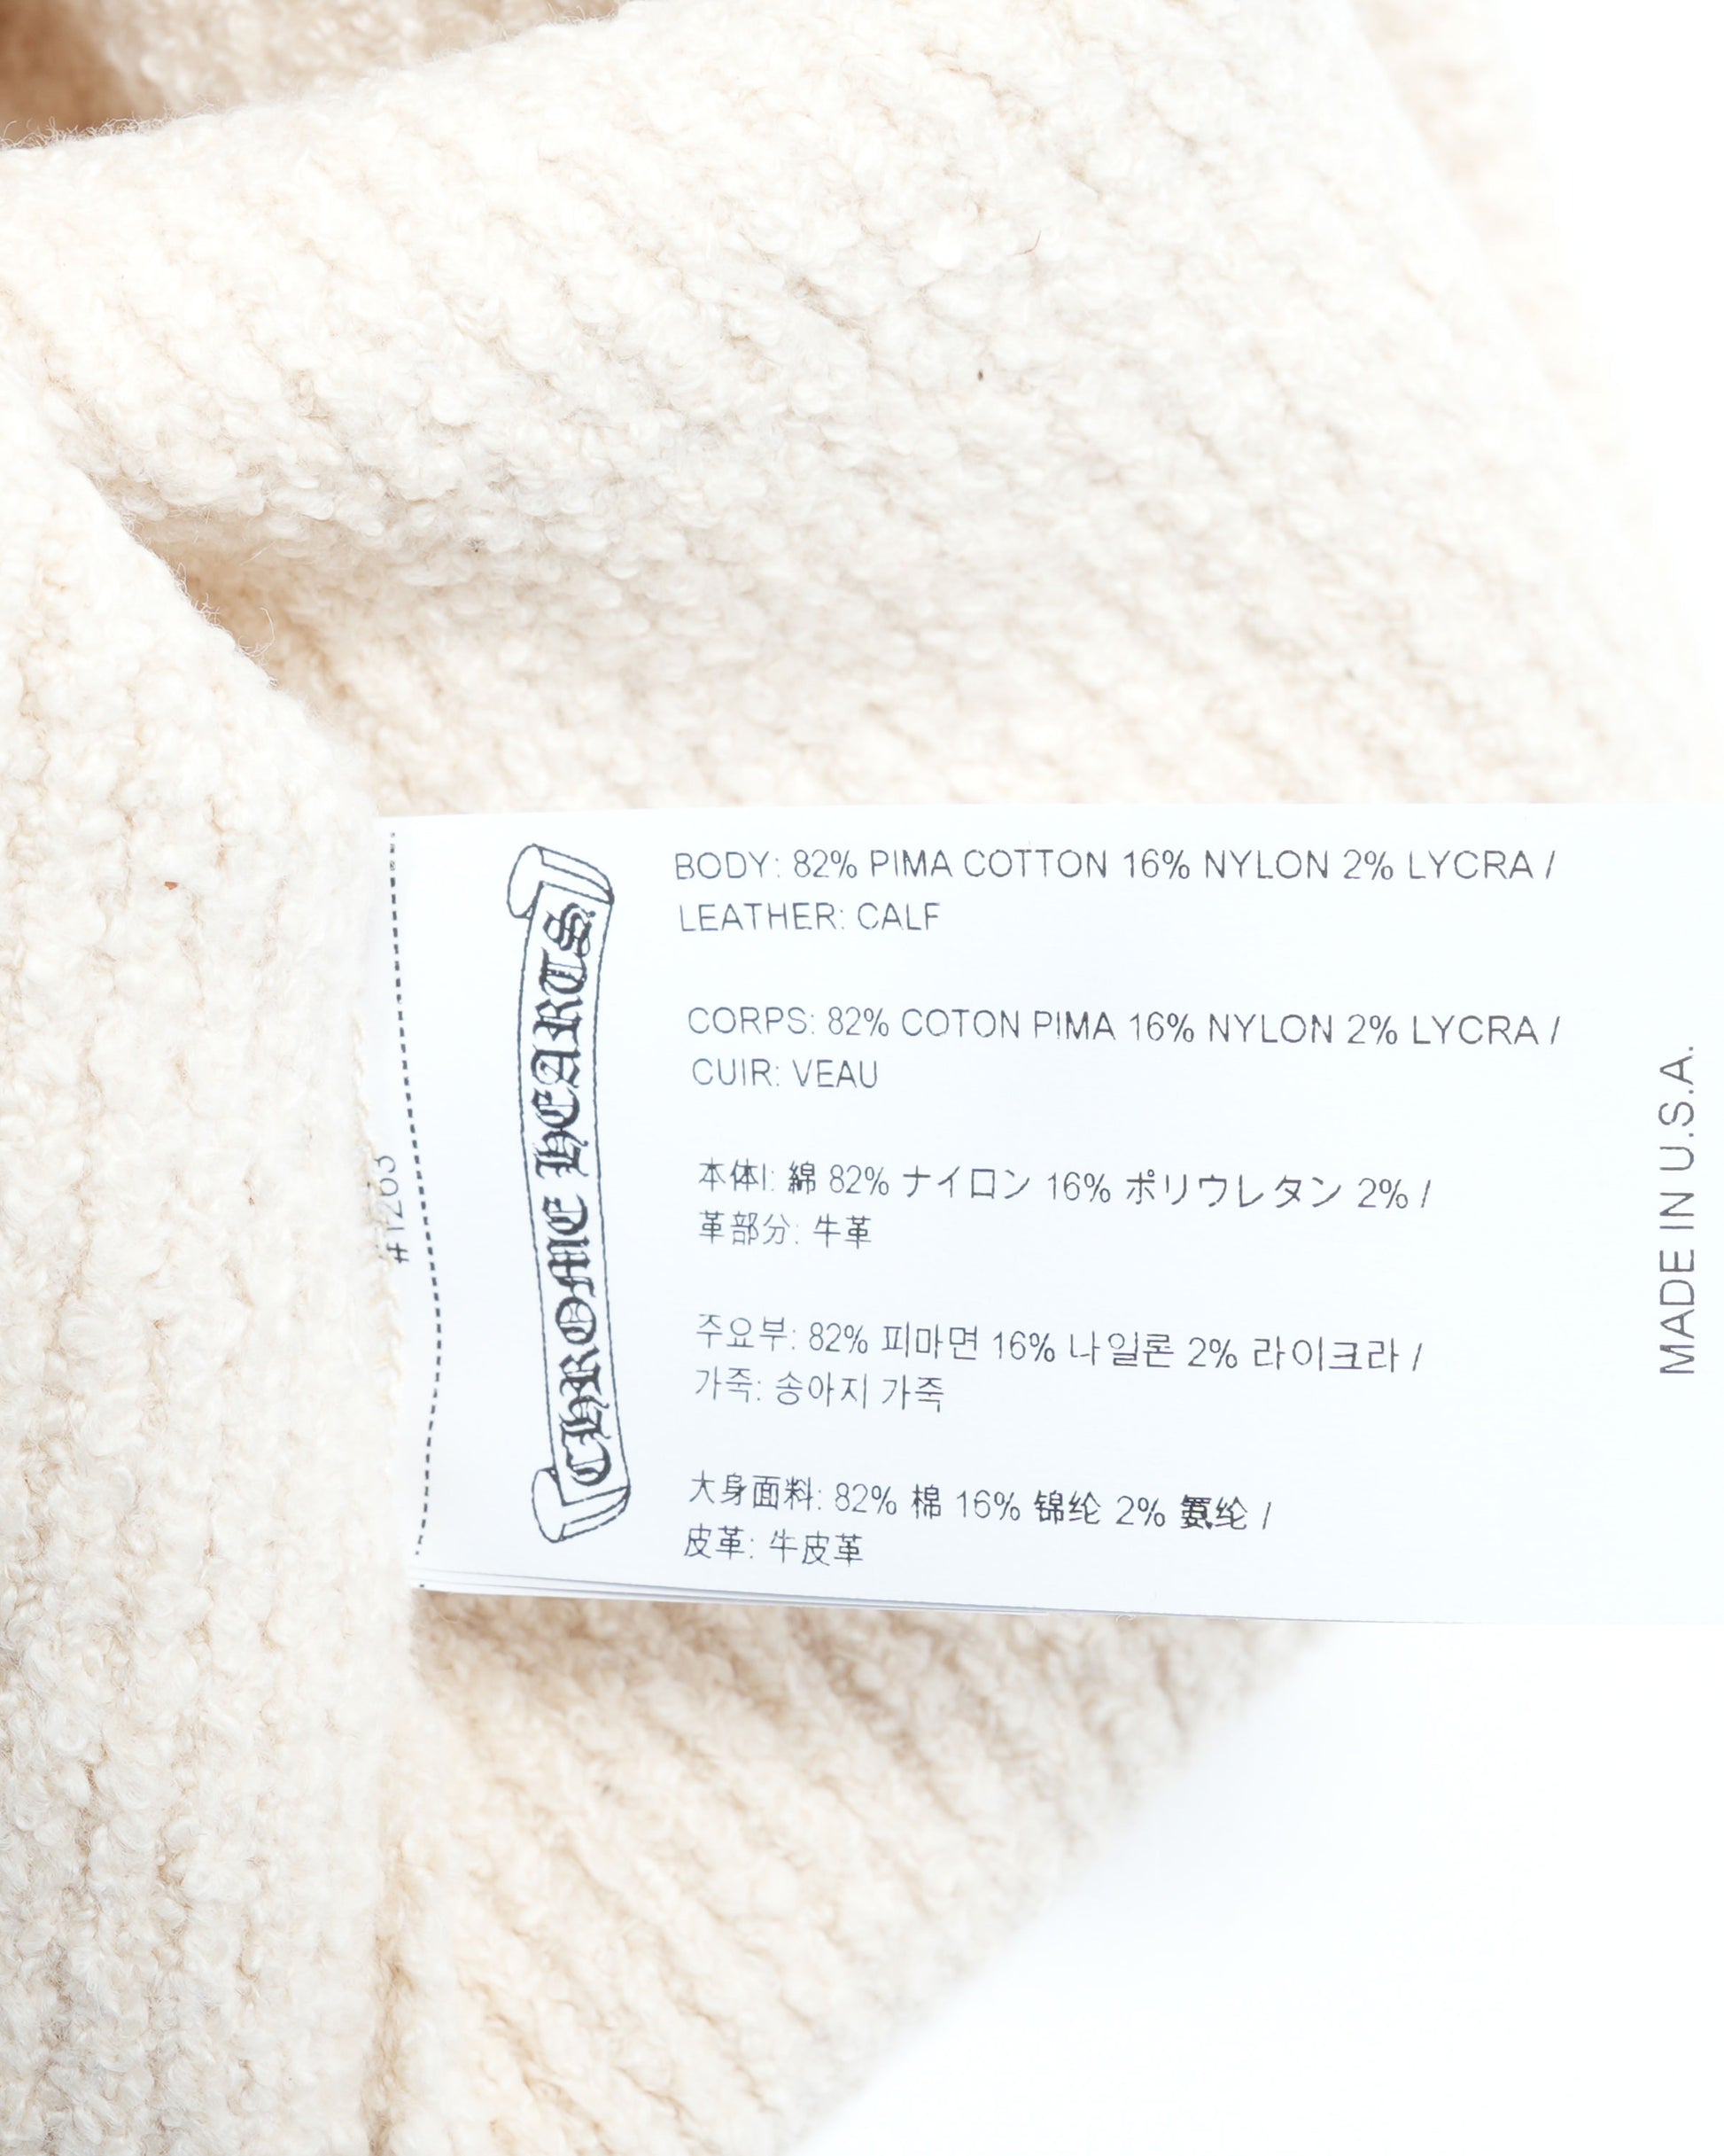 CHROME HEARTS
BODY: 82% PIMA COTTON 16% NYLON 2% LYCRA /
LEATHER: CALF
CORPS: 82% COTON PIMA 16% NYLON 2% LYCRA /
CUIR: VEAU
本体I: 綿 82% ナイロン 16% ポリウレタン 2% /
革部分: 牛革
주요부: 82% 피마면 16% 나일론 2% 라이크라 /
가죽: 송아지 가죽
大身面料: 82% 棉 16% 锦纶 2% 氨纶 /
皮革: 牛皮革
MADE IN U.S.A.